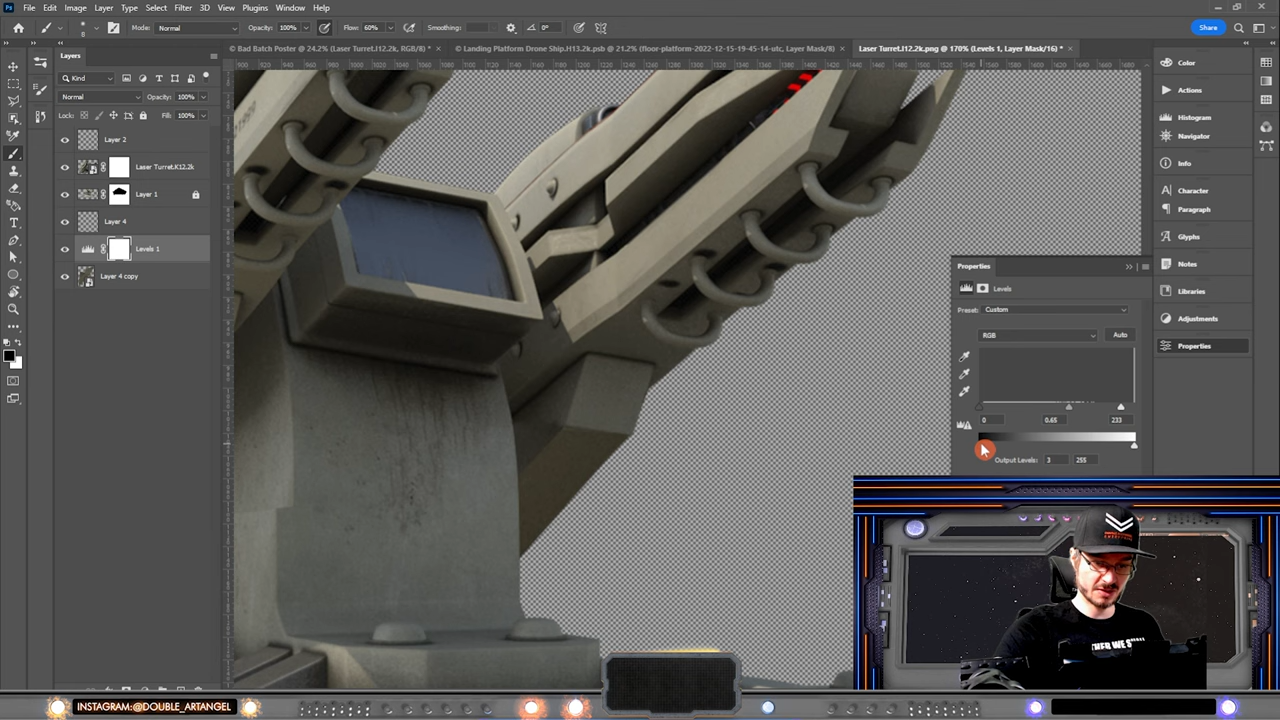 Ps File Edit Image Layer Type Select Filter 3D View Plugins Window Help
Mode: Normal Opacity: 100% Flow: 60% Smoothing: 0° Share
© Bad Batch Poster @ 24.2% (Laser Turret.I12.2k, RGB/8) * × © Landing Platform Drone Ship.H13.2k.psb @ 21.2% (floor-platform-2022-12-15-19-45-14-utc, Layer Mask/8) × Laser Turret.I12.2k.png @ 170% (Levels 1, Layer Mask/16) * ×
Layers
Kind
Normal Opacity: 100%
Lock: Fill: 100%
Layer 2
Laser Turret.K12.2k
Layer 1
Layer 4
Levels 1
Layer 4 copy
Properties
Levels
Preset: Custom
RGB Auto
0 0.65 233
Output Levels: 3 255
Color
Actions
Histogram
Navigator
Info
Character
Paragraph
Glyphs
Notes
Libraries
Adjustments
Properties
INSTAGRAM:@DOUBLE_ARTANGEL